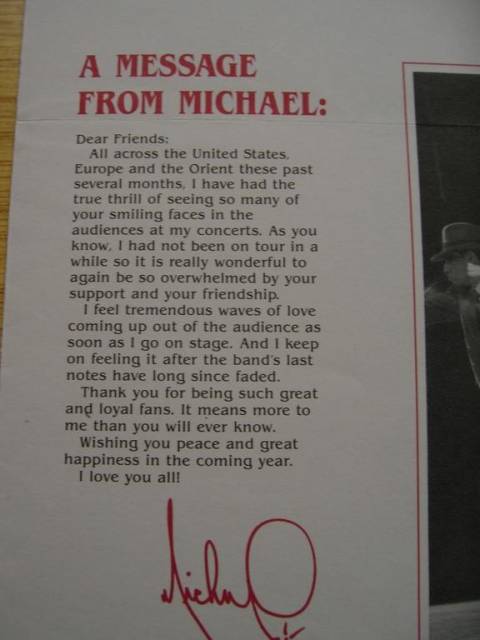 A MESSAGE
FROM MICHAEL:
Dear Friends:
All across the United States,
Europe and the Orient these past
several months, I have had the
true thrill of seeing so many of
your smiling faces in the
audiences at my concerts. As you
know, I had not been on tour in a
while so it is really wonderful to
again be so overwhelmed by your
support and your friendship.
I feel tremendous waves of love
coming up out of the audience as
soon as I go on stage. And I keep
on feeling it after the band's last
notes have long since faded.
Thank you for being such great
and loyal fans. It means more to
me than you will ever know.
Wishing you peace and great
happiness in the coming year.
I love you all!
Michael